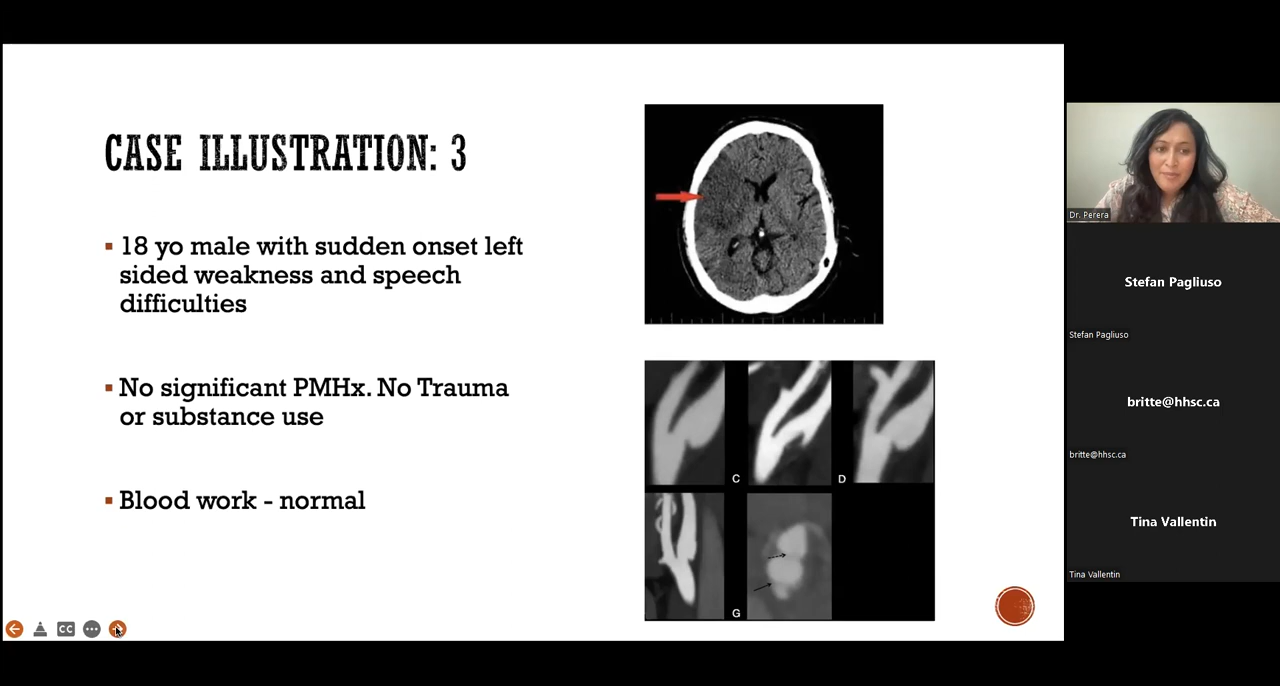 CASE ILLUSTRATION: 3
18 yo male with sudden onset left
sided weakness and speech
difficulties
No significant PMHx. No Trauma
or substance use
Blood work - normal
C
D
G
CC
Dr. Perera
Stefan Pagliuso
Stefan Pagliuso
britte@hhsc.ca
britte@hhsc.ca
Tina Vallentin
Tina Vallentin